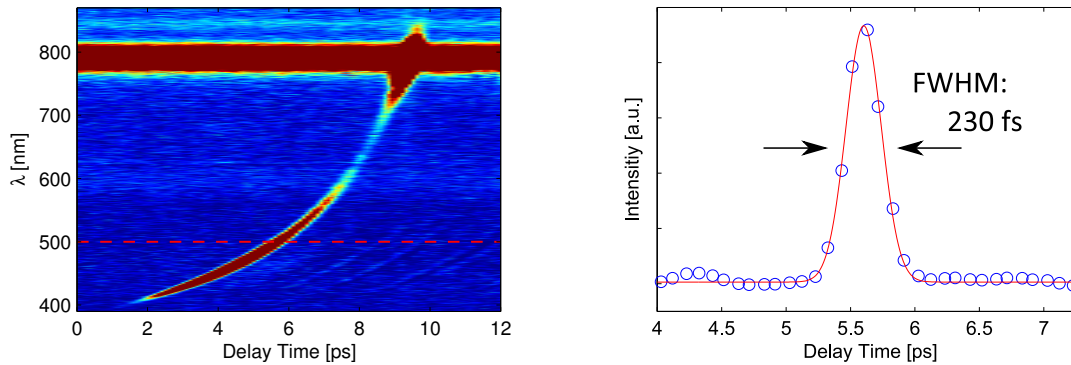 800
700
600
500
400
λ [nm]
0 2 4 6 8 10 12
Delay Time [ps]
FWHM:
230 fs
Intensitiy [a.u.]
4 4.5 5 5.5 6 6.5 7
Delay Time [ps]